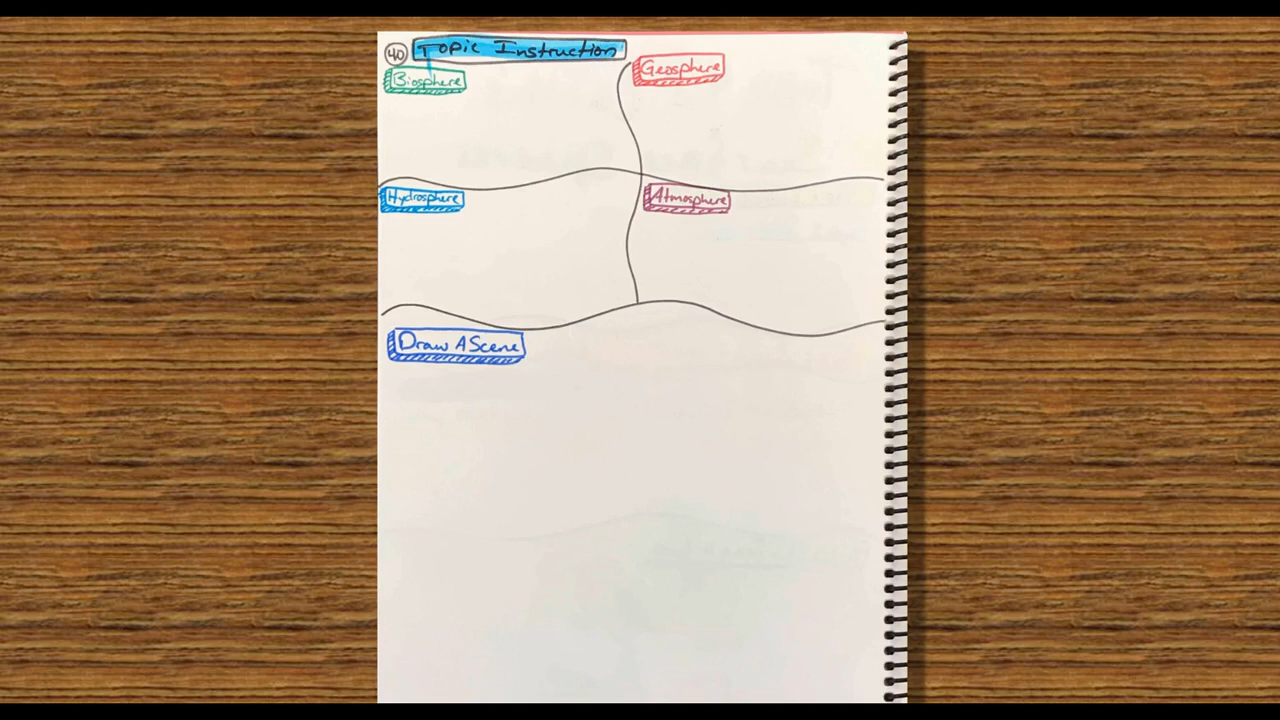 40 Topic Instruction
Biosphere
Geosphere
Hydrosphere
Atmosphere
Draw A Scene